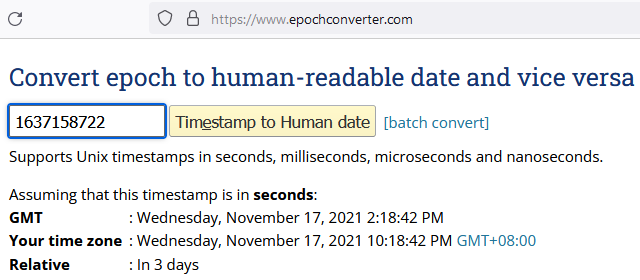 https://www.epochconverter.com
Convert epoch to human-readable date and vice versa
1637158722 Timestamp to Human date [batch convert]
Supports Unix timestamps in seconds, milliseconds, microseconds and nanoseconds.
Assuming that this timestamp is in seconds:
GMT : Wednesday, November 17, 2021 2:18:42 PM
Your time zone : Wednesday, November 17, 2021 10:18:42 PM GMT+08:00
Relative : In 3 days